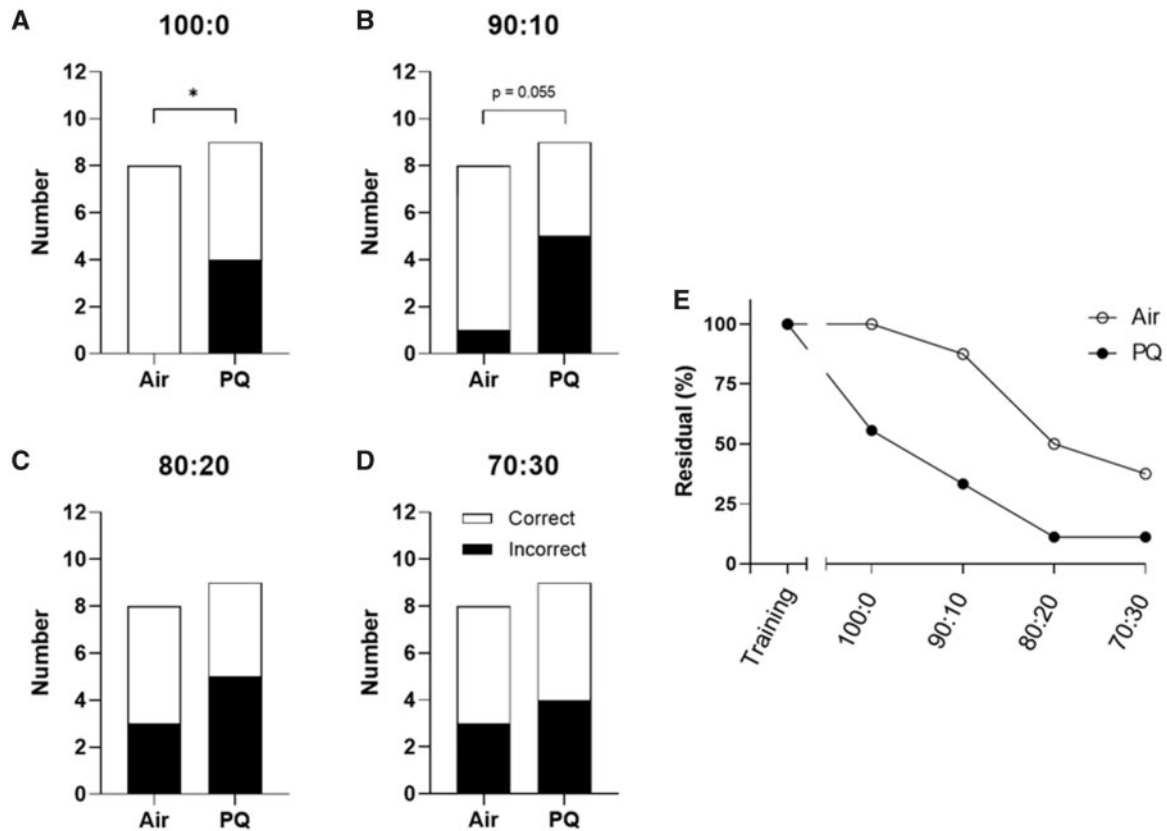 A
100:0
Number
12
10
8
6
4
2
0
*
Air
PQ
B
90:10
Number
12
10
8
6
4
2
0
p = 0.055
Air
PQ
C
80:20
Number
12
10
8
6
4
2
0
Air
PQ
D
70:30
Number
12
10
8
6
4
2
0
Correct
Incorrect
Air
PQ
E
Residual (%)
100
75
50
25
0
Air
PQ
Training
100:0
90:10
80:20
70:30